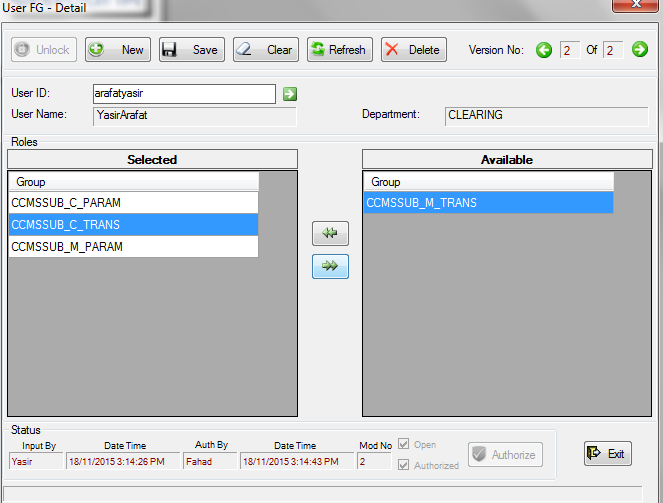 User FG - Detail
Unlock New Save Clear Refresh Delete Version No: 2 Of 2
User ID: arafatyasir
User Name: YasirArafat Department: CLEARING
Roles
Selected Available
Group Group
CCMSSUB_C_PARAM CCMSSUB_M_TRANS
CCMSSUB_C_TRANS
CCMSSUB_M_PARAM
Status
Input By Date Time Auth By Date Time Mod No Open
Yasir 18/11/2015 3:14:26 PM Fahad 18/11/2015 3:14:43 PM 2 Authorized Authorize Exit